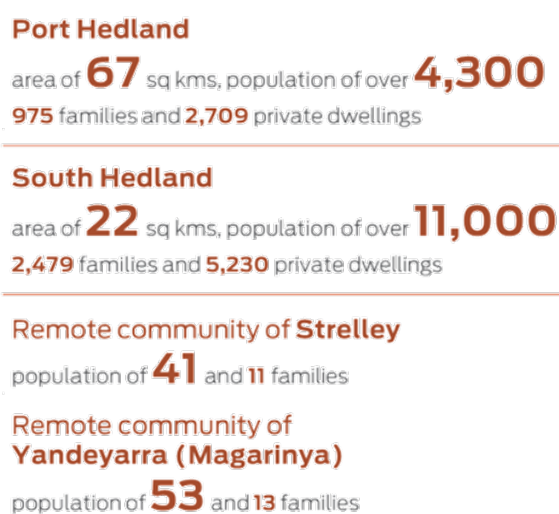 Port Hedland
area of 67 sq kms, population of over 4,300
975 families and 2,709 private dwellings
South Hedland
area of 22 sq kms, population of over 11,000
2,479 families and 5,230 private dwellings
Remote community of Strelley
population of 41 and 11 families
Remote community of
Yandeyarra (Magarinya)
population of 53 and 13 families